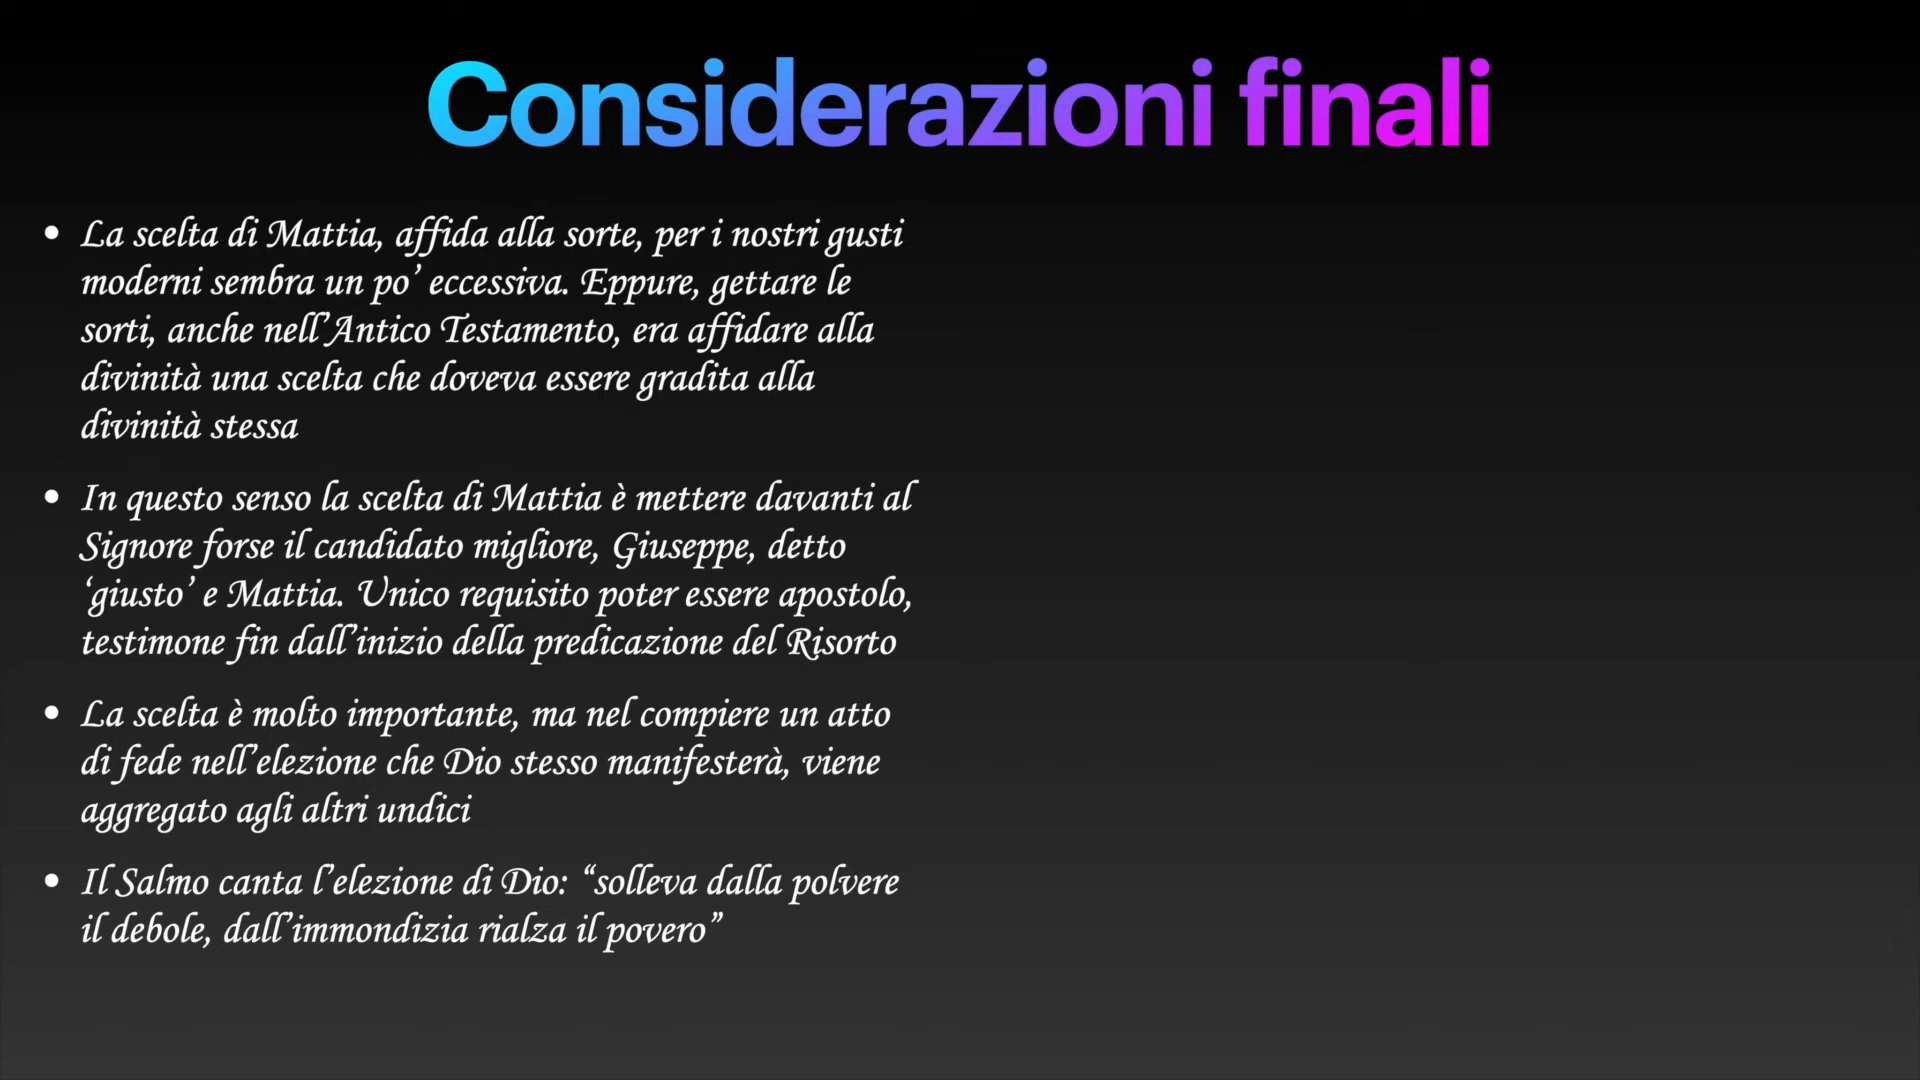 Considerazioni finali
• La scelta di Mattia, affida alla sorte, per i nostri gusti
moderni sembra un po’ eccessiva. Eppure, gettare le
sorti, anche nell’Antico Testamento, era affidare alla
divinità una scelta che doveva essere gradita alla
divinità stessa
• In questo senso la scelta di Mattia è mettere davanti al
Signore forse il candidato migliore, Giuseppe, detto
‘giusto’ e Mattia. Unico requisito poter essere apostolo,
testimone fin dall’inizio della predicazione del Risorto
• La scelta è molto importante, ma nel compiere un atto
di fede nell’elezione che Dio stesso manifesterà, viene
aggregato agli altri undici
• Il Salmo canta l’elezione di Dio: “solleva dalla polvere
il debole, dall’immondizia rialza il povero”